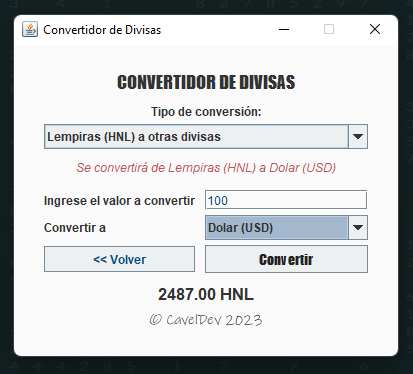 Convertidor de Divisas
CONVERTIDOR DE DIVISAS
Tipo de conversión:
Lempiras (HNL) a otras divisas
Se convertirá de Lempiras (HNL) a Dolar (USD)
Ingrese el valor a convertir 100
Convertir a Dolar (USD)
<< Volver Convertir
2487.00 HNL
© CavelDev 2023